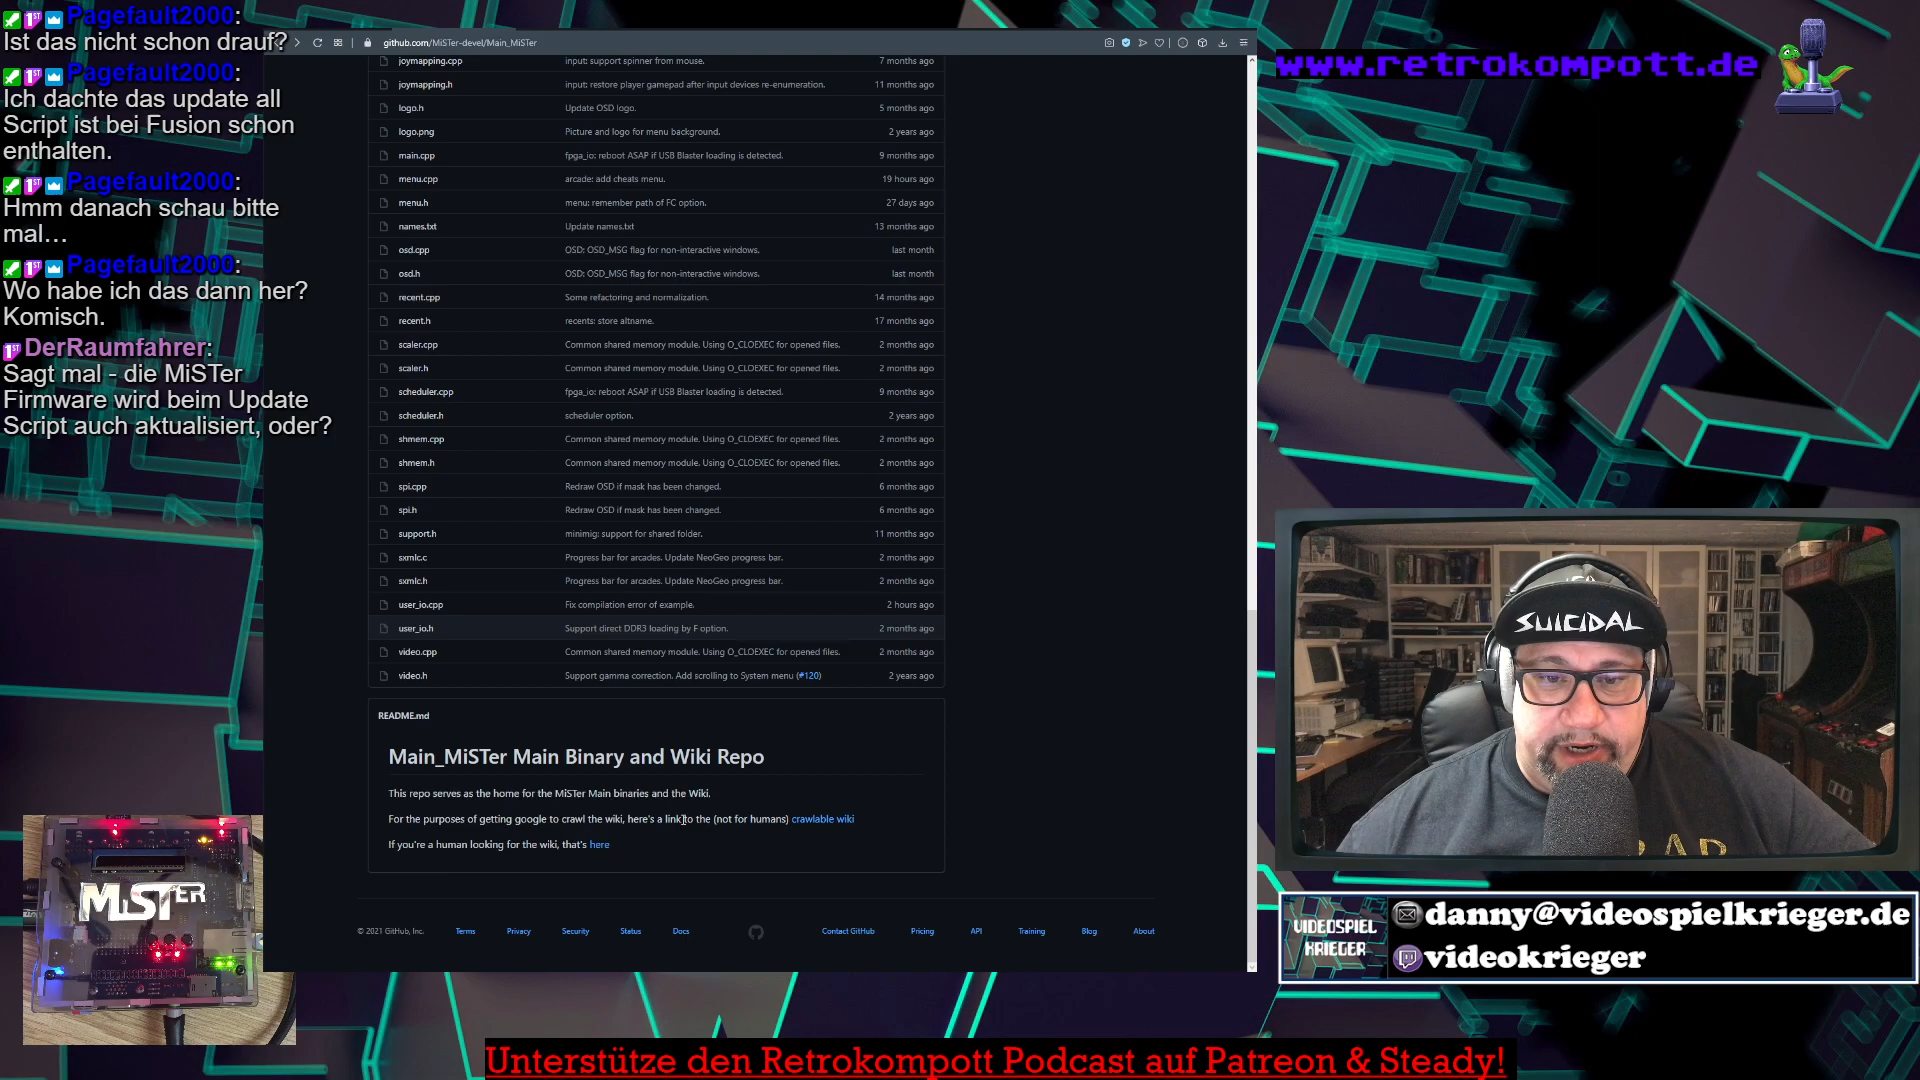 Pagefault2000:
Ist das nicht schon drauf?
Pagefault2000:
Ich dachte das update all
Script ist bei Fusion schon
enthalten.
Pagefault2000:
Hmm danach schau bitte
mal...
Pagefault2000:
Wo habe ich das dann her?
Komisch.
DerRaumfahrer:
Sagt mal - die MiSTer
Firmware wird beim Update
Script auch aktualisiert, oder?
github.com/MiSTer-devel/Main_MiSTer
joymapping.cpp input: support spinner from mouse. 7 months ago
joymapping.h input: restore player gamepad after input devices re-enumeration. 11 months ago
logo.h Update OSD logo. 5 months ago
logo.png Picture and logo for menu background. 2 years ago
main.cpp fpga_io: reboot ASAP if USB Blaster loading is detected. 9 months ago
menu.cpp arcade: add cheats menu. 19 hours ago
menu.h menu: remember path of FC option. 27 days ago
names.txt Update names.txt 13 months ago
osd.cpp OSD: OSD_MSG flag for non-interactive windows. last month
osd.h OSD: OSD_MSG flag for non-interactive windows. last month
recent.cpp Some refactoring and normalization. 14 months ago
recent.h recents: store altname. 17 months ago
scaler.cpp Common shared memory module. Using O_CLOEXEC for opened files. 2 months ago
scaler.h Common shared memory module. Using O_CLOEXEC for opened files. 2 months ago
scheduler.cpp fpga_io: reboot ASAP if USB Blaster loading is detected. 9 months ago
scheduler.h scheduler option. 2 years ago
shmem.cpp Common shared memory module. Using O_CLOEXEC for opened files. 2 months ago
shmem.h Common shared memory module. Using O_CLOEXEC for opened files. 2 months ago
spi.cpp Redraw OSD if mask has been changed. 6 months ago
spi.h Redraw OSD if mask has been changed. 6 months ago
support.h minimig: support for shared folder. 11 months ago
sxmlc.c Progress bar for arcades. Update NeoGeo progress bar. 2 months ago
sxmlc.h Progress bar for arcades. Update NeoGeo progress bar. 2 months ago
user_io.cpp Fix compilation error of example. 2 hours ago
user_io.h Support direct DDR3 loading by F option. 2 months ago
video.cpp Common shared memory module. Using O_CLOEXEC for opened files. 2 months ago
video.h Support gamma correction. Add scrolling to System menu (#120) 2 years ago
README.md
Main_MiSTer Main Binary and Wiki Repo
This repo serves as the home for the MiSTer Main binaries and the Wiki.
For the purposes of getting google to crawl the wiki, here's a link to the (not for humans) crawlable wiki
If you're a human looking for the wiki, that's here
© 2021 GitHub, Inc. Terms Privacy Security Status Docs Contact GitHub Pricing API Training Blog About
www.retrokompott.de
SUICIDAL
MiSTER
VIDEOSPIEL
KRIEGER
danny@videospielkrieger.de
videokrieger
Unterstütze den Retrokompott Podcast auf Patreon & Steady!